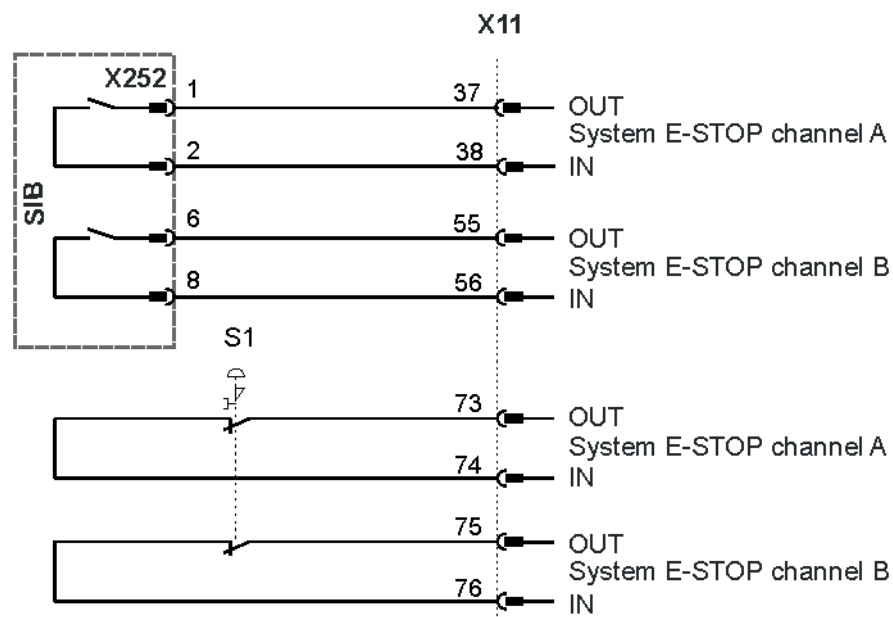 X11
X252
1
37
OUT
System E-STOP channel A
2
38
IN
SIB
6
55
OUT
System E-STOP channel B
8
56
IN
S1
73
OUT
System E-STOP channel A
74
IN
75
OUT
System E-STOP channel B
76
IN